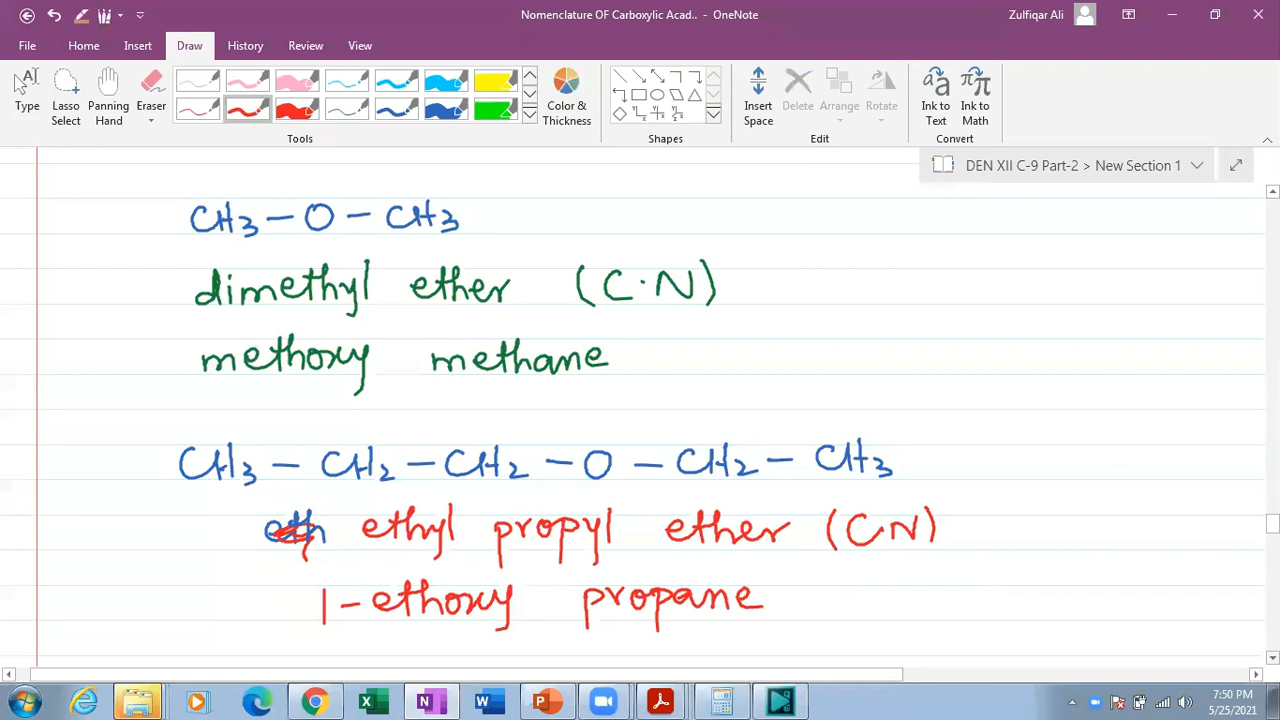 Nomenclature OF Carboxylic Acad.. - OneNote
Zulfiqar Ali
File Home Insert Draw History Review View
Type
Lasso Select
Panning Hand
Eraser
Color & Thickness
Insert Space
Delete
Arrange
Rotate
Ink to Text
Ink to Math
Tools
Shapes
Edit
Convert
DEN XII C-9 Part-2 > New Section 1
CH3 - O - CH3
dimethyl ether (C.N)
methoxy methane
CH3 - CH2 - CH2 - O - CH2 - CH3
eth ethyl propyl ether (C.N)
1-ethoxy propane
7:50 PM
5/25/2021